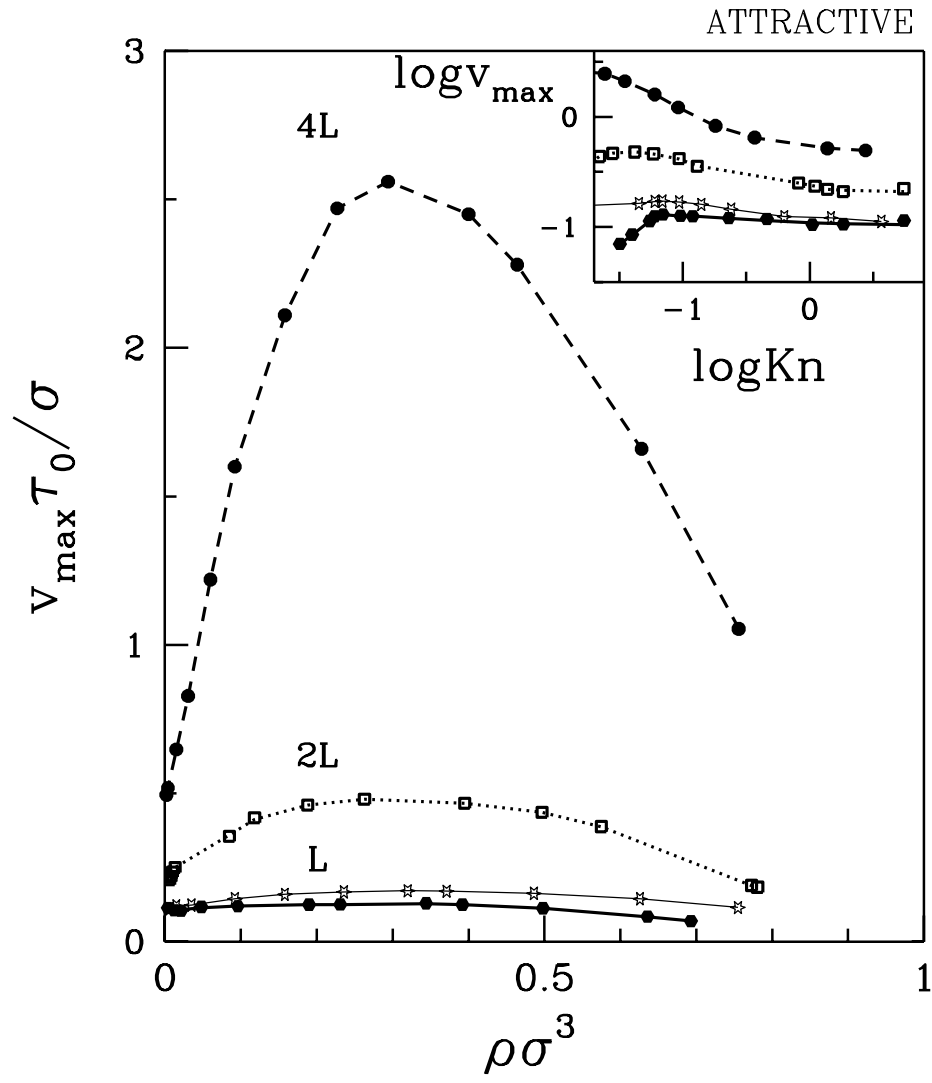 ATTRACTIVE
3
logv_max
4L
0
−1
−1 0
2
logKn
v_max τ_0/σ
1
2L
L
0
0 0.5 1
ρσ^3